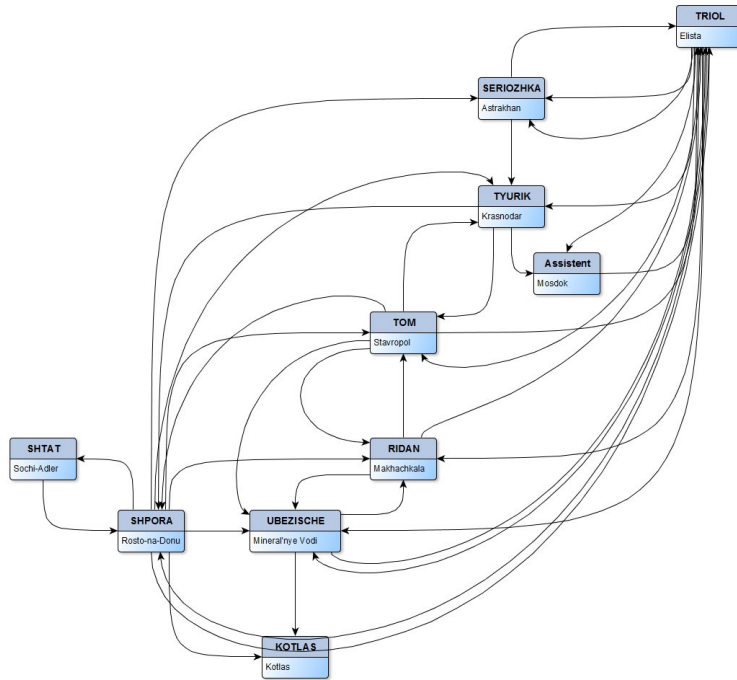 TRIOL
Elista
SERIOZHKA
Astrakhan
TYURIK
Krasnodar
Assistent
Mosdok
TOM
Stavropol
RIDAN
Makhachkala
SHTAT
Sochi-Adler
SHPORA
Rosto-na-Donu
UBEZISCHE
Mineral'nye Vodi
KOTLAS
Kotlas